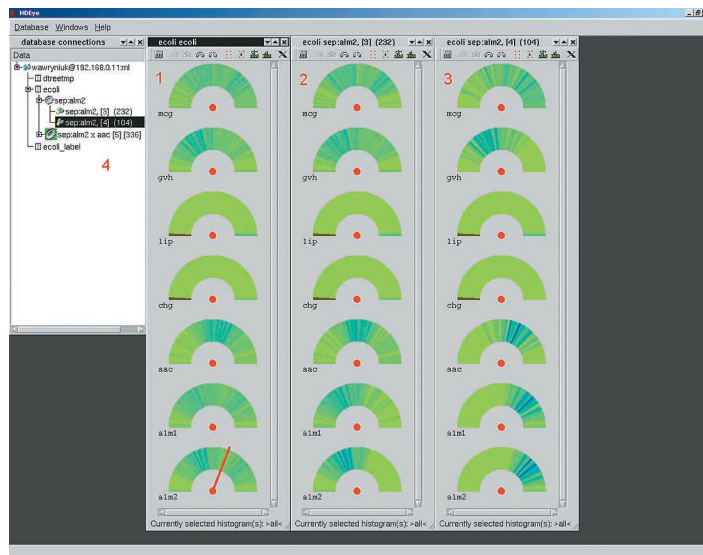 HDEye
Database Windows Help
database connections
Data
wawryniuk@192.168.0.11:ml
dtreetmp
ecoli
sep:alm2
sep:alm2, [3] (232)
sep:alm2, [4] (104)
sep:alm2 x aac [5] [336]
ecoli_label
4
ecoli ecoli
1
mcg
gvh
lip
chg
aac
alm1
alm2
Currently selected histogram(s): >all<
ecoli sep:alm2, [3] (232)
2
mcg
gvh
lip
chg
aac
alm1
alm2
Currently selected histogram(s): >all<
ecoli sep:alm2, [4] (104)
3
mcg
gvh
lip
chg
aac
alm1
alm2
Currently selected histogram(s): >all<